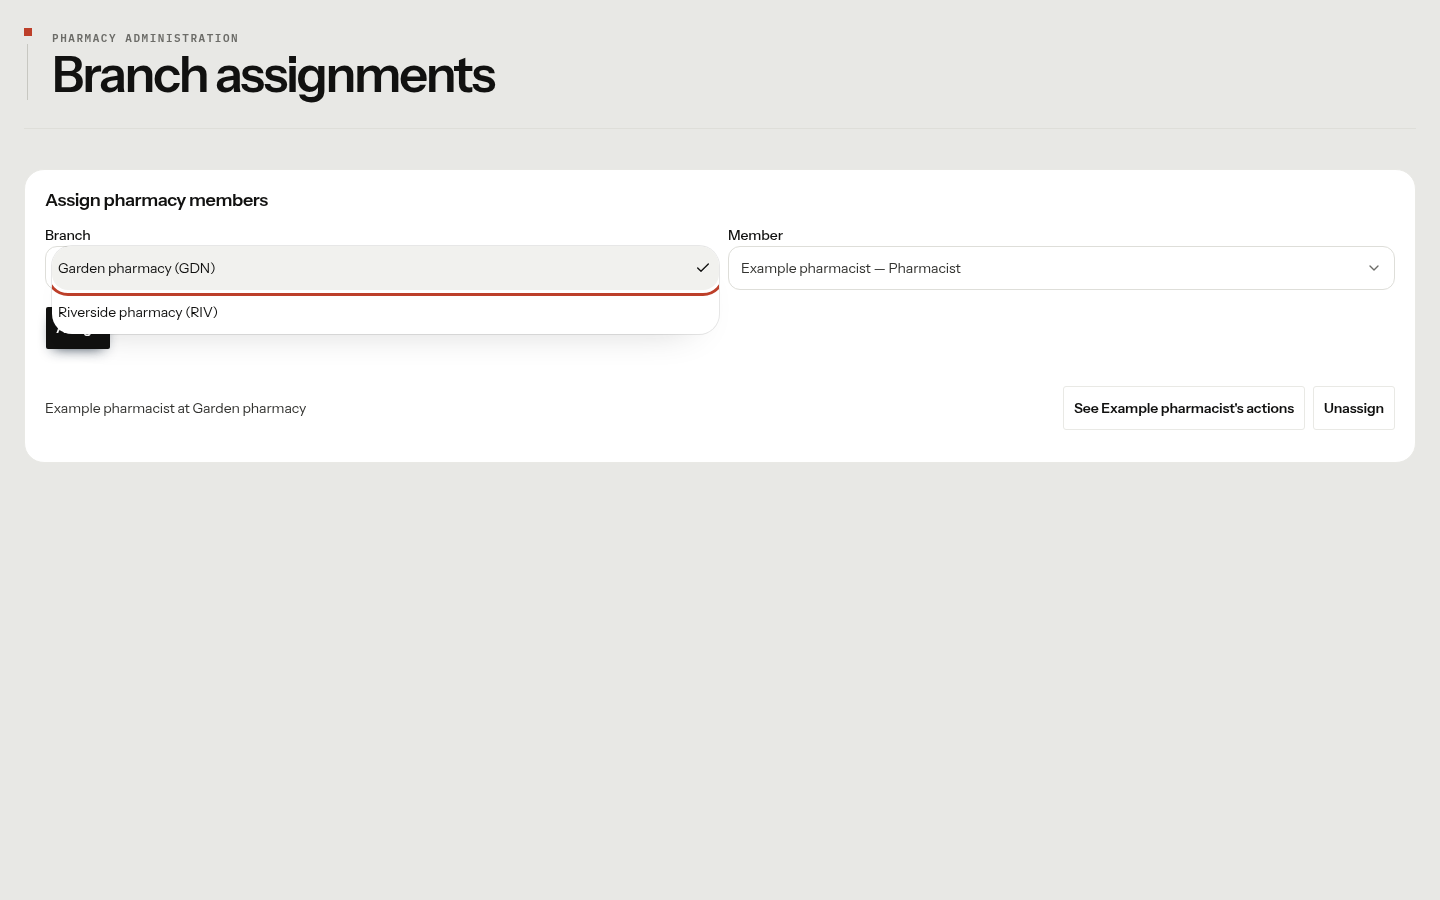 PHARMACY ADMINISTRATION
Branch assignments
Assign pharmacy members
Branch
Member
Garden pharmacy (GDN)
Example pharmacist — Pharmacist
Riverside pharmacy (RIV)
Example pharmacist at Garden pharmacy
See Example pharmacist's actions
Unassign